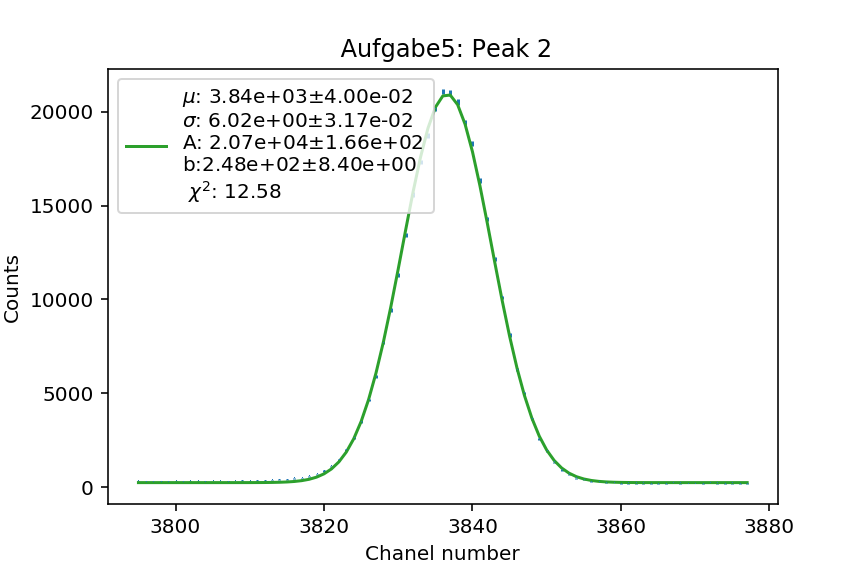 Aufgabe5: Peak 2
μ: 3.84e+03±4.00e-02
σ: 6.02e+00±3.17e-02
A: 2.07e+04±1.66e+02
b:2.48e+02±8.40e+00
χ²: 12.58
Counts
20000
15000
10000
5000
0
3800 3820 3840 3860 3880
Chanel number